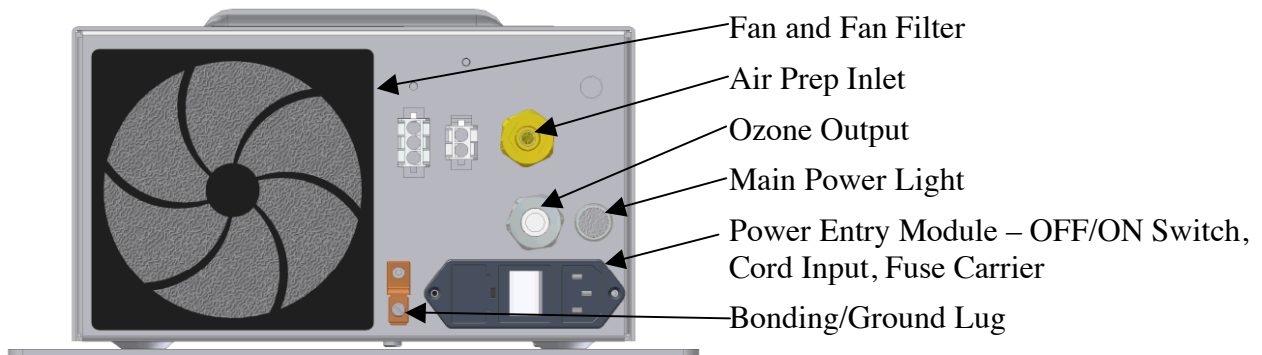 Fan and Fan Filter
Air Prep Inlet
Ozone Output
Main Power Light
Power Entry Module – OFF/ON Switch,
Cord Input, Fuse Carrier
Bonding/Ground Lug